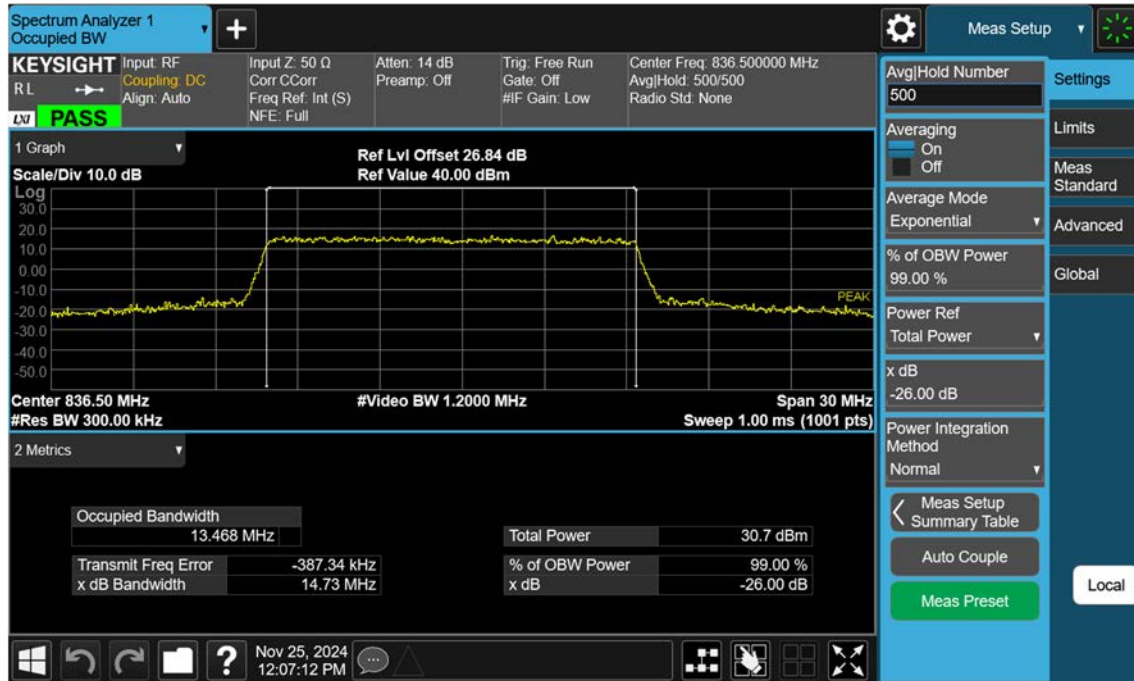 Spectrum Analyzer 1
Occupied BW
+
Meas Setup
KEYSIGHT
RL
LXI PASS
Input: RF
Coupling: DC
Align: Auto
Input Z: 50 Ω
Corr CCorr
Freq Ref: Int (S)
NFE: Full
Atten: 14 dB
Preamp: Off
Trig: Free Run
Gate: Off
#IF Gain: Low
Center Freq: 836.500000 MHz
Avg|Hold: 500/500
Radio Std: None
1 Graph
Scale/Div 10.0 dB
Ref Lvl Offset 26.84 dB
Ref Value 40.00 dBm
Log
30.0
20.0
10.0
0.00
-10.0
-20.0
-30.0
-40.0
-50.0
PEAK
Center 836.50 MHz
#Res BW 300.00 kHz
#Video BW 1.2000 MHz
Span 30 MHz
Sweep 1.00 ms (1001 pts)
2 Metrics
Occupied Bandwidth
13.468 MHz
Transmit Freq Error -387.34 kHz
x dB Bandwidth 14.73 MHz
Total Power 30.7 dBm
% of OBW Power 99.00 %
x dB -26.00 dB
Avg|Hold Number
500
Averaging
On
Off
Average Mode
Exponential
% of OBW Power
99.00 %
Power Ref
Total Power
x dB
-26.00 dB
Power Integration
Method
Normal
Meas Setup
Summary Table
Auto Couple
Meas Preset
Settings
Limits
Meas
Standard
Advanced
Global
Local
?
Nov 25, 2024
12:07:12 PM